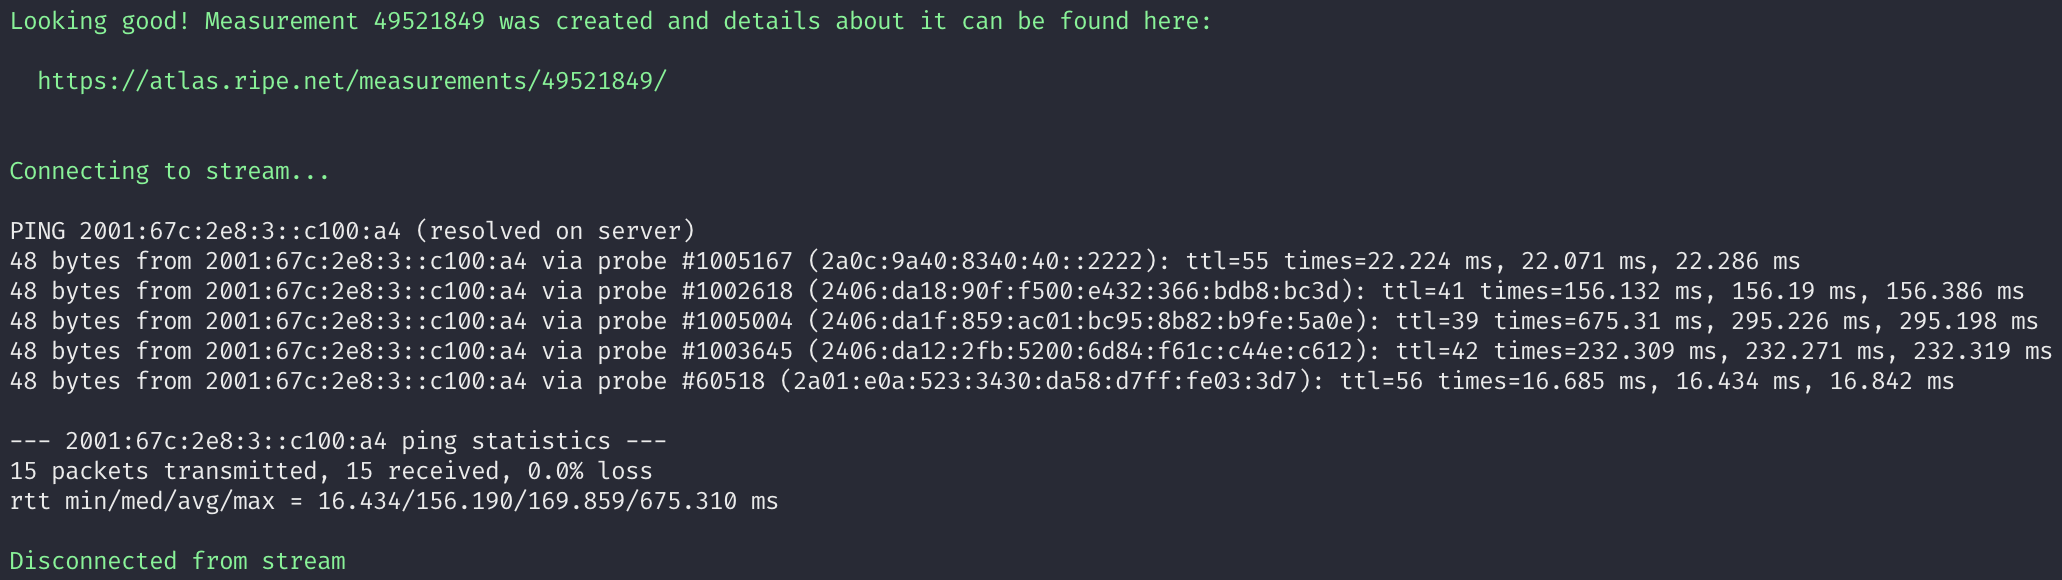 Looking good! Measurement 49521849 was created and details about it can be found here:
https://atlas.ripe.net/measurements/49521849/
Connecting to stream...
PING 2001:67c:2e8:3::c100:a4 (resolved on server)
48 bytes from 2001:67c:2e8:3::c100:a4 via probe #1005167 (2a0c:9a40:8340:40::2222): ttl=55 times=22.224 ms, 22.071 ms, 22.286 ms
48 bytes from 2001:67c:2e8:3::c100:a4 via probe #1002618 (2406:da18:90f:f500:e432:366:bdb8:bc3d): ttl=41 times=156.132 ms, 156.19 ms, 156.386 ms
48 bytes from 2001:67c:2e8:3::c100:a4 via probe #1005004 (2406:da1f:859:ac01:bc95:8b82:b9fe:5a0e): ttl=39 times=675.31 ms, 295.226 ms, 295.198 ms
48 bytes from 2001:67c:2e8:3::c100:a4 via probe #1003645 (2406:da12:2fb:5200:6d84:f61c:c44e:c612): ttl=42 times=232.309 ms, 232.271 ms, 232.319 ms
48 bytes from 2001:67c:2e8:3::c100:a4 via probe #60518 (2a01:e0a:523:3430:da58:d7ff:fe03:3d7): ttl=56 times=16.685 ms, 16.434 ms, 16.842 ms
--- 2001:67c:2e8:3::c100:a4 ping statistics ---
15 packets transmitted, 15 received, 0.0% loss
rtt min/med/avg/max = 16.434/156.190/169.859/675.310 ms
Disconnected from stream